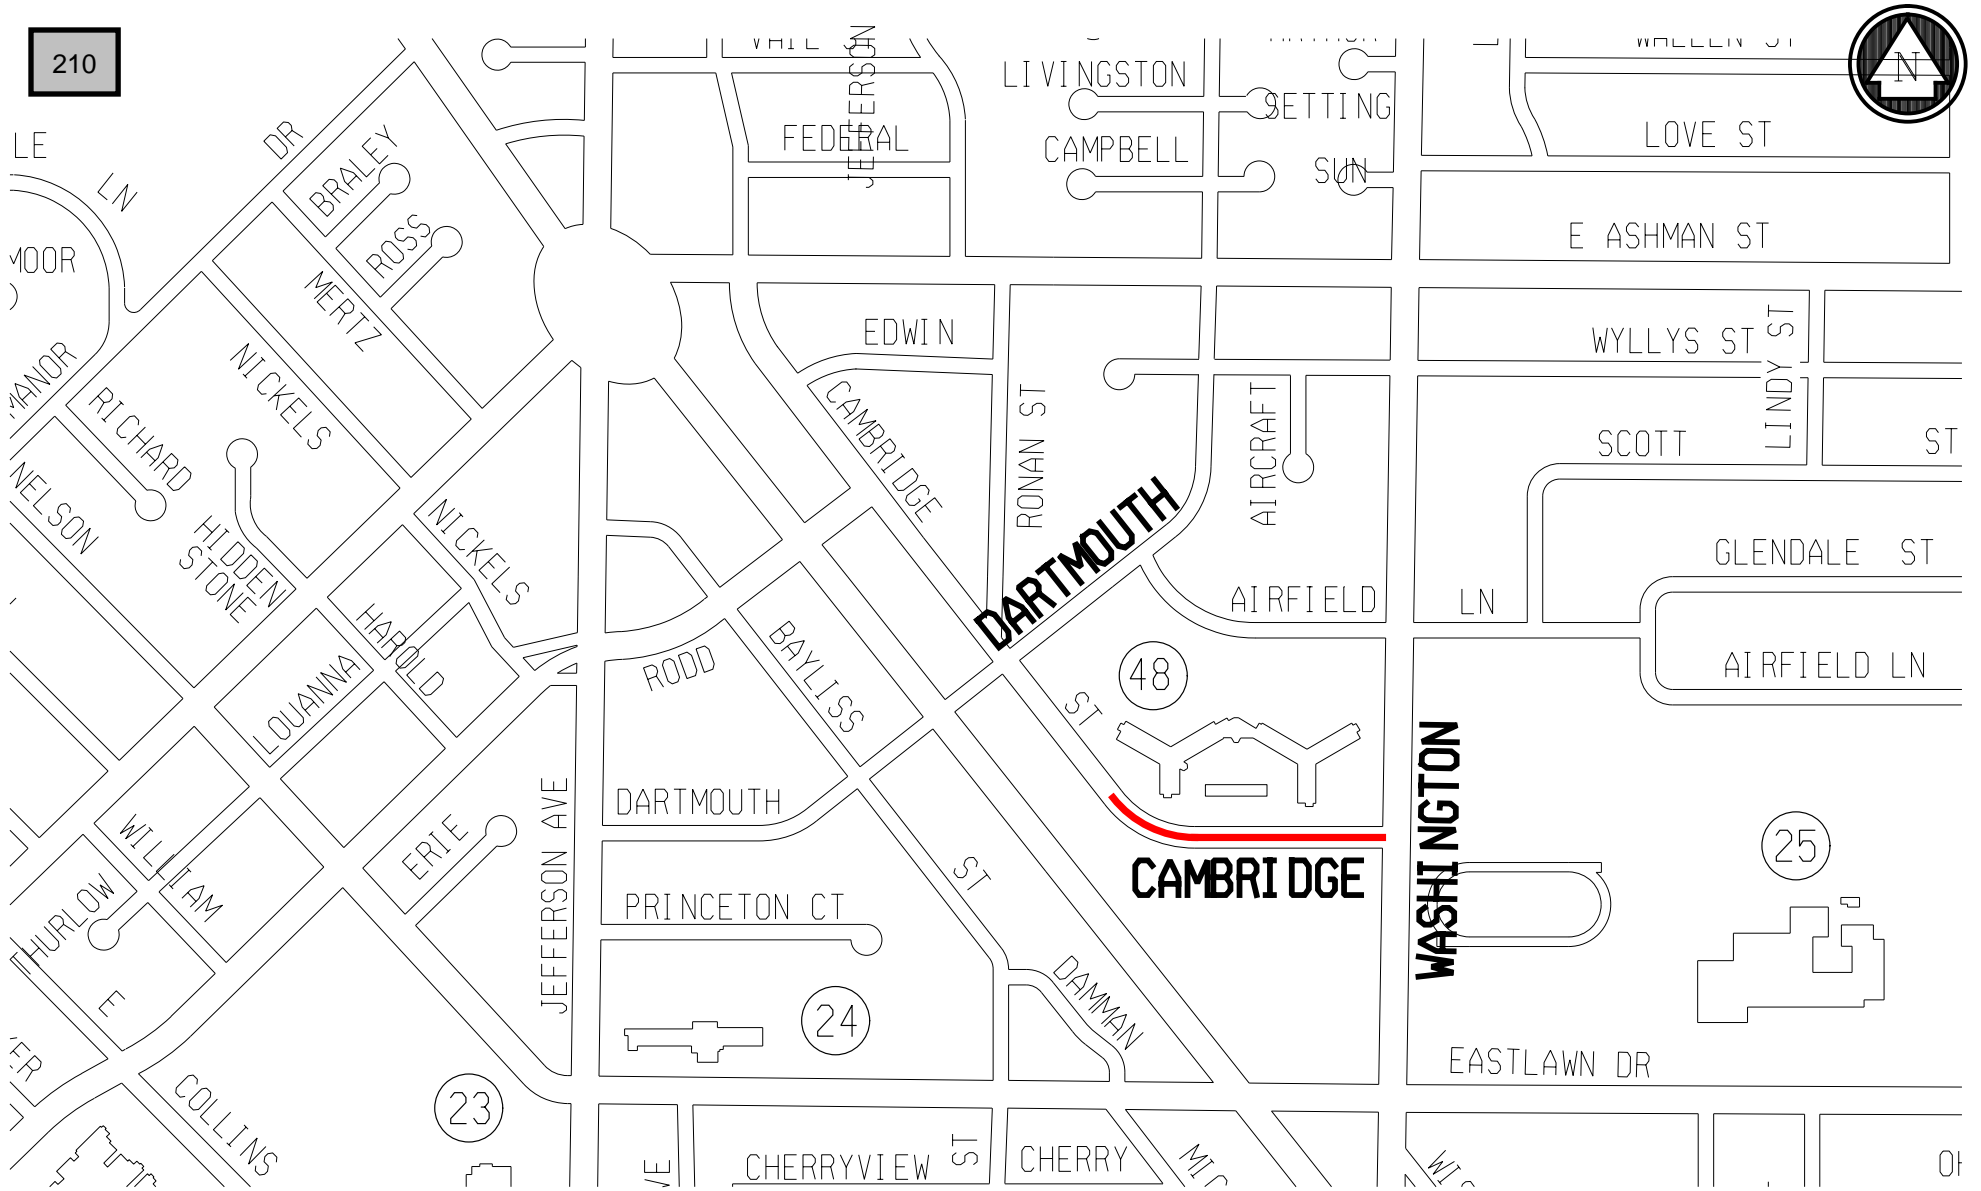 210
N
JEFFERSON
LIVINGSTON
SETTING
LOVE ST
DR
BRALEY
FEDERAL
CAMPBELL
SUN
LE
LN
ROSS
E ASHMAN ST
MOOR
MERTZ
EDWIN
WYLLYS ST
LINDY ST
MANOR
NICKELS
RICHARD
CAMBRIDGE
RONAN ST
AIRCRAFT
SCOTT
ST
NELSON
HIDDEN
STONE
NICKELS
DARTMOUTH
GLENDALE ST
HAROLD
AIRFIELD
LN
LOUANNA
RODD
BAYLISS
48
AIRFIELD LN
ST
WASHINGTON
JEFFERSON AVE
DARTMOUTH
WILLIAM
ERIE
25
CAMBRIDGE
ST
THURLOW
PRINCETON CT
E
DAMMAN
24
EASTLAWN DR
COLLINS
23
CHERRYVIEW
ST
CHERRY